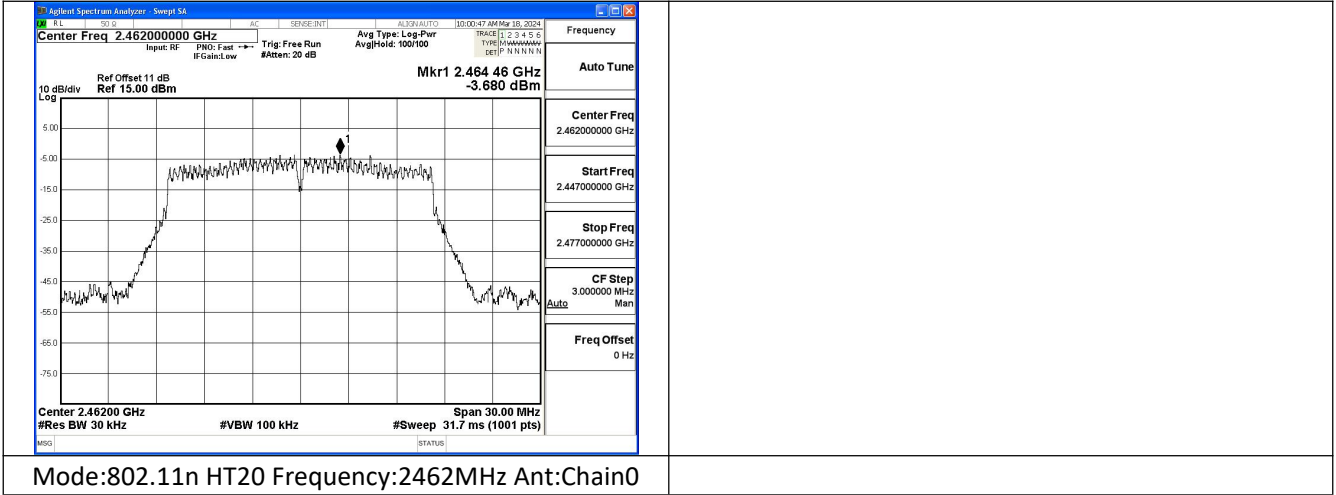 Agilent Spectrum Analyzer - Swept SA
RL 50 Ω AC SENSE:INT ALIGN AUTO 10:00:47 AM Mar 18, 2024
Center Freq 2.462000000 GHz
Input: RF PNO: Fast
IFGain:Low
Trig: Free Run
#Atten: 20 dB
Avg Type: Log-Pwr
Avg|Hold: 100/100
TRACE 1 2 3 4 5 6
TYPE M W W W W W
DET P N N N N N
Frequency
Auto Tune
Ref Offset 11 dB
10 dB/div Ref 15.00 dBm
Log
Mkr1 2.464 46 GHz
-3.680 dBm
Center Freq
2.462000000 GHz
1
5.00
-5.00
-15.0
-25.0
-35.0
-45.0
-55.0
-65.0
-75.0
Start Freq
2.447000000 GHz
Stop Freq
2.477000000 GHz
CF Step
3.000000 MHz
Auto Man
Freq Offset
0 Hz
Center 2.46200 GHz Span 30.00 MHz
#Res BW 30 kHz #VBW 100 kHz #Sweep 31.7 ms (1001 pts)
MSG STATUS
Mode:802.11n HT20 Frequency:2462MHz Ant:Chain0